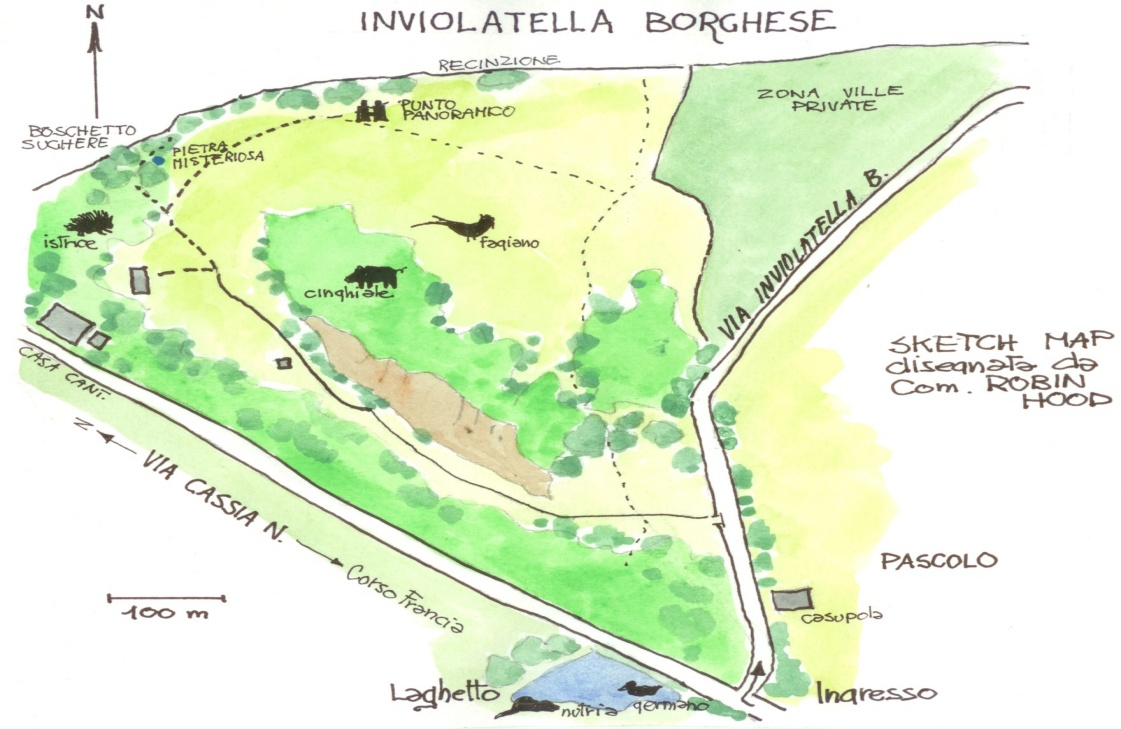 INVIOLATELLA BORGHESE
N
RECINZIONE
ZONA VILLE
PRIVATE
PUNTO
PANORAMICO
BOSCHETTO
SUGHERE
PIETRA
MISTERIOSA
VIA INVIOLATELLA B.
istrice
fagiano
cinghiale
SKETCH MAP
disegnata da
Com. ROBIN
HOOD
CASA CANT.
N
VIA CASSIA N.
Corso Francia
PASCOLO
100 m
casupola
Laghetto
nutria
germano
Ingresso